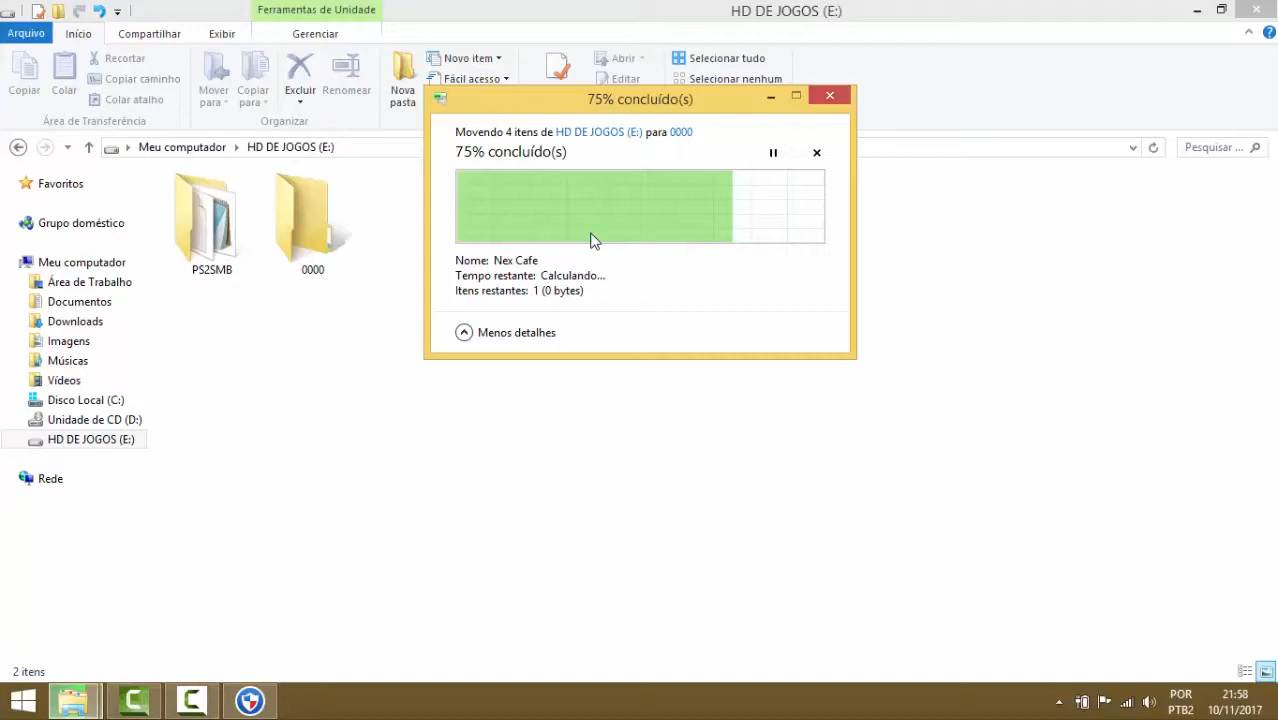 Ferramentas de Unidade
HD DE JOGOS (E:)
Arquivo
Início
Compartilhar
Exibir
Gerenciar
Copiar
Colar
Recortar
Copiar caminho
Colar atalho
Área de Transferência
Mover para
Copiar para
Excluir
Renomear
Organizar
Nova pasta
Novo item
Fácil acesso
Abrir
Editar
Selecionar tudo
Selecionar nenhum
75% concluído(s)
Movendo 4 itens de HD DE JOGOS (E:) para 0000
75% concluído(s)
Nome: Nex Cafe
Tempo restante: Calculando...
Itens restantes: 1 (0 bytes)
Menos detalhes
Meu computador
HD DE JOGOS (E:)
Pesquisar ...
Favoritos
Grupo doméstico
Meu computador
Área de Trabalho
Documentos
Downloads
Imagens
Músicas
Vídeos
Disco Local (C:)
Unidade de CD (D:)
HD DE JOGOS (E:)
Rede
PS2SMB
0000
2 itens
POR
PTB2
21:58
10/11/2017